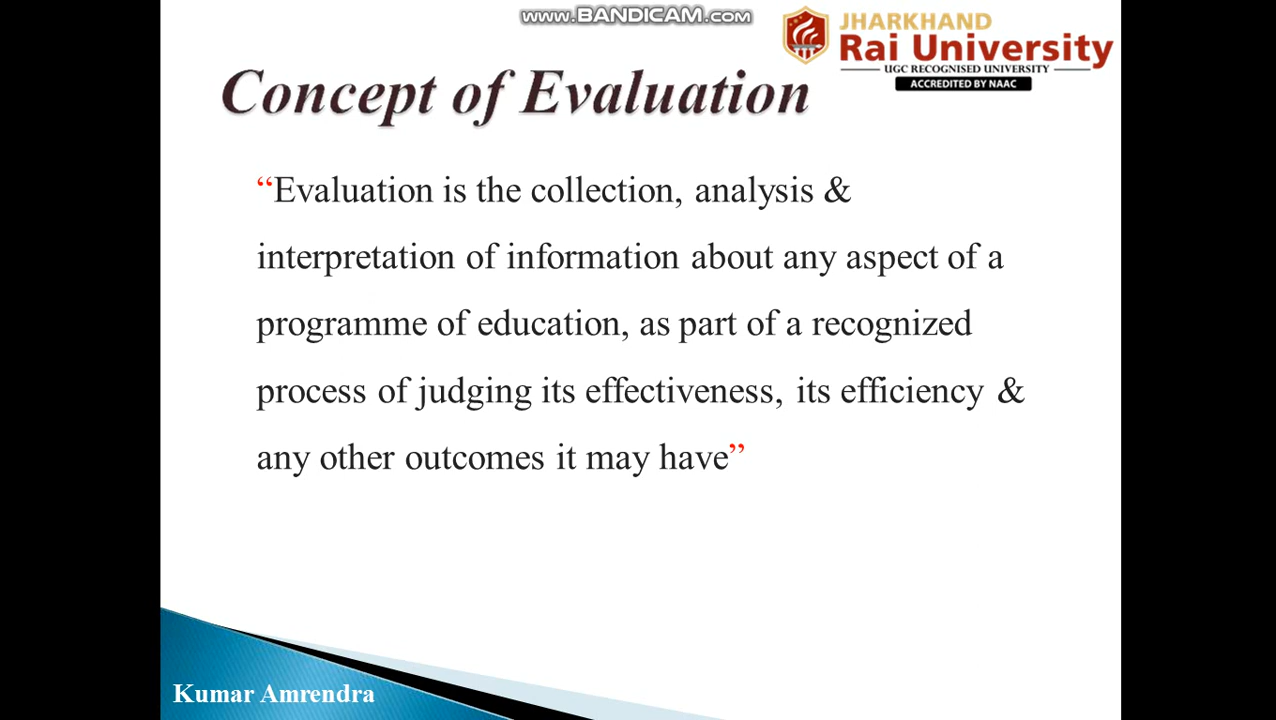 www.BANDICAM.com
JHARKHAND
Rai University
UGC RECOGNISED UNIVERSITY
ACCREDITED BY NAAC
Concept of Evaluation
“Evaluation is the collection, analysis &
interpretation of information about any aspect of a
programme of education, as part of a recognized
process of judging its effectiveness, its efficiency &
any other outcomes it may have”
Kumar Amrendra